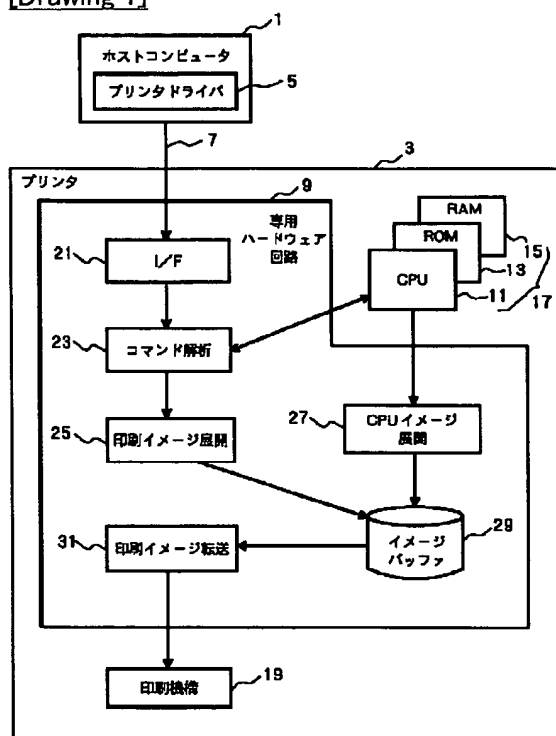 [Drawing 1]
1
ホストコンピュータ
プリンタドライバ
5
7
3
プリンタ
9
専用
ハードウェア
回路
RAM
ROM
CPU
15
13
11
17
21
I/F
23
コマンド解析
25
印刷イメージ展開
27
CPUイメージ
展開
31
印刷イメージ転送
イメージ
バッファ
29
印刷機構
19